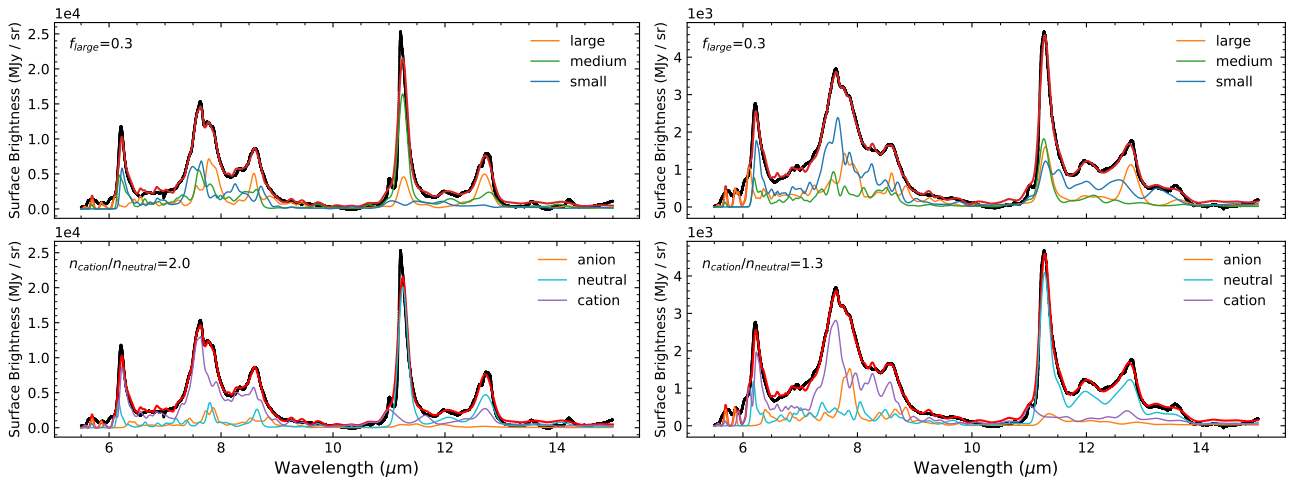 1e4
f_large=0.3
large
medium
small
Surface Brightness (MJy / sr)
2.5
2.0
1.5
1.0
0.5
0.0
1e3
f_large=0.3
large
medium
small
Surface Brightness (MJy / sr)
4
3
2
1
0
1e4
n_cation/n_neutral=2.0
anion
neutral
cation
Surface Brightness (MJy / sr)
2.5
2.0
1.5
1.0
0.5
0.0
6 8 10 12 14
Wavelength (μm)
1e3
n_cation/n_neutral=1.3
anion
neutral
cation
Surface Brightness (MJy / sr)
4
3
2
1
0
6 8 10 12 14
Wavelength (μm)